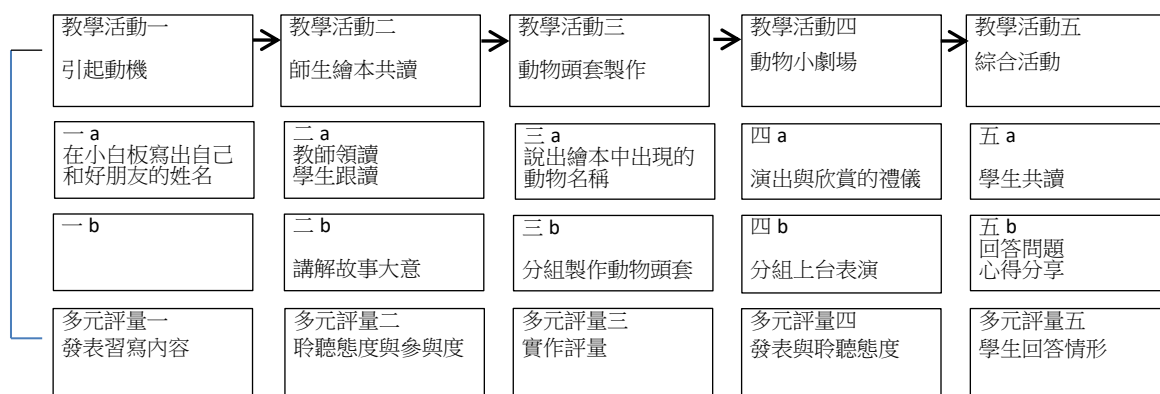 教學活動一
引起動機
教學活動二
師生繪本共讀
教學活動三
動物頭套製作
教學活動四
動物小劇場
教學活動五
綜合活動
一 a
在小白板寫出自己
和好朋友的姓名
二 a
教師領讀
學生跟讀
三 a
說出繪本中出現的
動物名稱
四 a
演出與欣賞的禮儀
五 a
學生共讀
一 b
二 b
講解故事大意
三 b
分組製作動物頭套
四 b
分組上台表演
五 b
回答問題
心得分享
多元評量一
發表習寫內容
多元評量二
聆聽態度與參與度
多元評量三
實作評量
多元評量四
發表與聆聽態度
多元評量五
學生回答情形